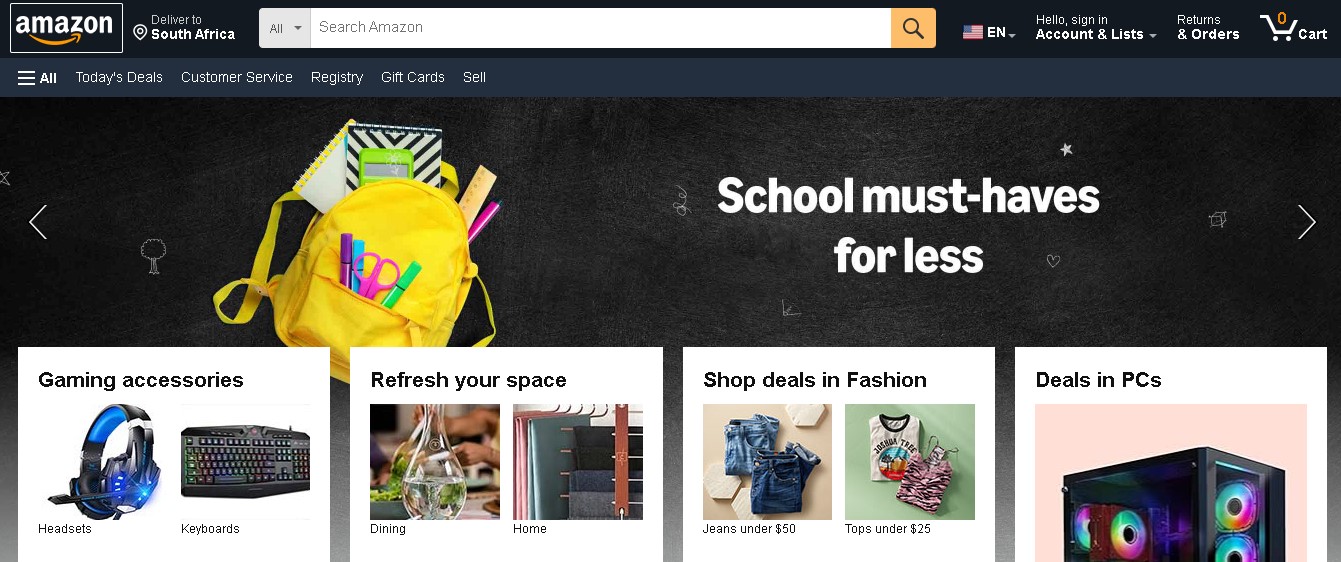 amazon
Deliver to
South Africa
All
Search Amazon
EN
Hello, sign in
Account & Lists
Returns
& Orders
0
Cart
All
Today's Deals
Customer Service
Registry
Gift Cards
Sell
School must-haves
for less
Gaming accessories
Refresh your space
Shop deals in Fashion
Deals in PCs
JOSHUA TREE
Headsets
Keyboards
Dining
Home
Jeans under $50
Tops under $25